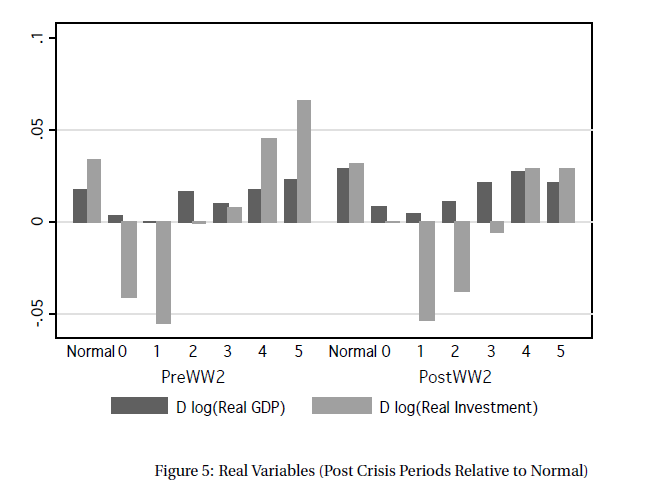 .1
.05
0
-.05
Normal 0 1 2 3 4 5 Normal 0 1 2 3 4 5
PreWW2 PostWW2
D log(Real GDP) D log(Real Investment)
Figure 5: Real Variables (Post Crisis Periods Relative to Normal)